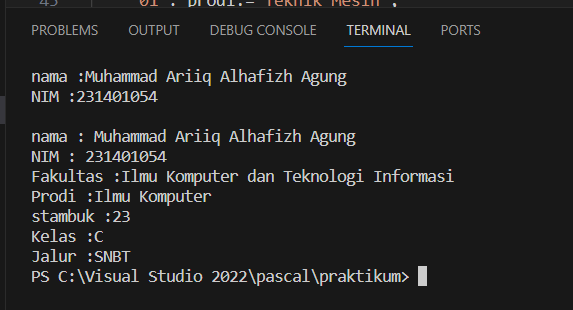 45 01 : prodi:='Teknik Mesin';
PROBLEMS OUTPUT DEBUG CONSOLE TERMINAL PORTS
nama :Muhammad Ariiq Alhafizh Agung
NIM :231401054
nama : Muhammad Ariiq Alhafizh Agung
NIM : 231401054
Fakultas :Ilmu Komputer dan Teknologi Informasi
Prodi :Ilmu Komputer
stambuk :23
Kelas :C
Jalur :SNBT
PS C:\Visual Studio 2022\pascal\praktikum>